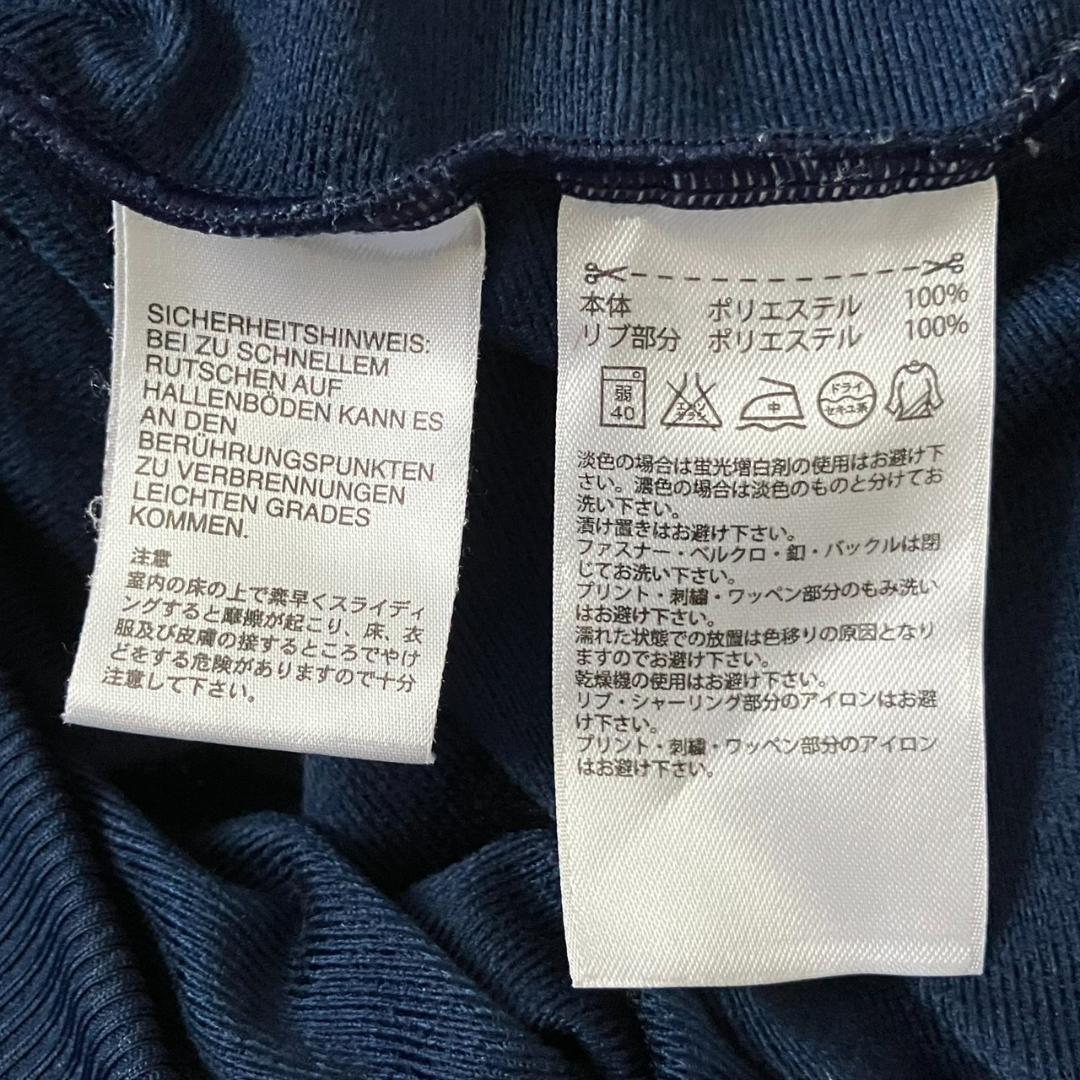 SICHERHEITSHINWEIS:
BEI ZU SCHNELLEM
RUTSCHEN AUF
HALLENBÖDEN KANN ES
AN DEN
BERÜHRUNGSPUNKTEN
ZU VERBRENNUNGEN
LEICHTEN GRADES
KOMMEN.
注意
室内の床の上で素早くスライディ
ングすると摩擦が起こり、床、衣
服及び皮膚の接するところでやけ
どをする危険がありますので十分
注意して下さい。
本体 ポリエステル 100%
リブ部分 ポリエステル 100%
弱
40
エンソサラシ
中
ドライ
セキユ系
淡色の場合は蛍光増白剤の使用はお避け下
さい。濃色の場合は淡色のものと分けてお
洗い下さい。
漬け置きはお避け下さい。
ファスナー・ベルクロ・釦・バックルは閉
じてお洗い下さい。
プリント・刺繍・ワッペン部分のもみ洗い
はお避け下さい。
濡れた状態での放置は色移りの原因となり
ますのでお避け下さい。
乾燥機の使用はお避け下さい。
リブ・シャーリング部分のアイロンはお避
け下さい。
プリント・刺繍・ワッペン部分のアイロン
はお避け下さい。